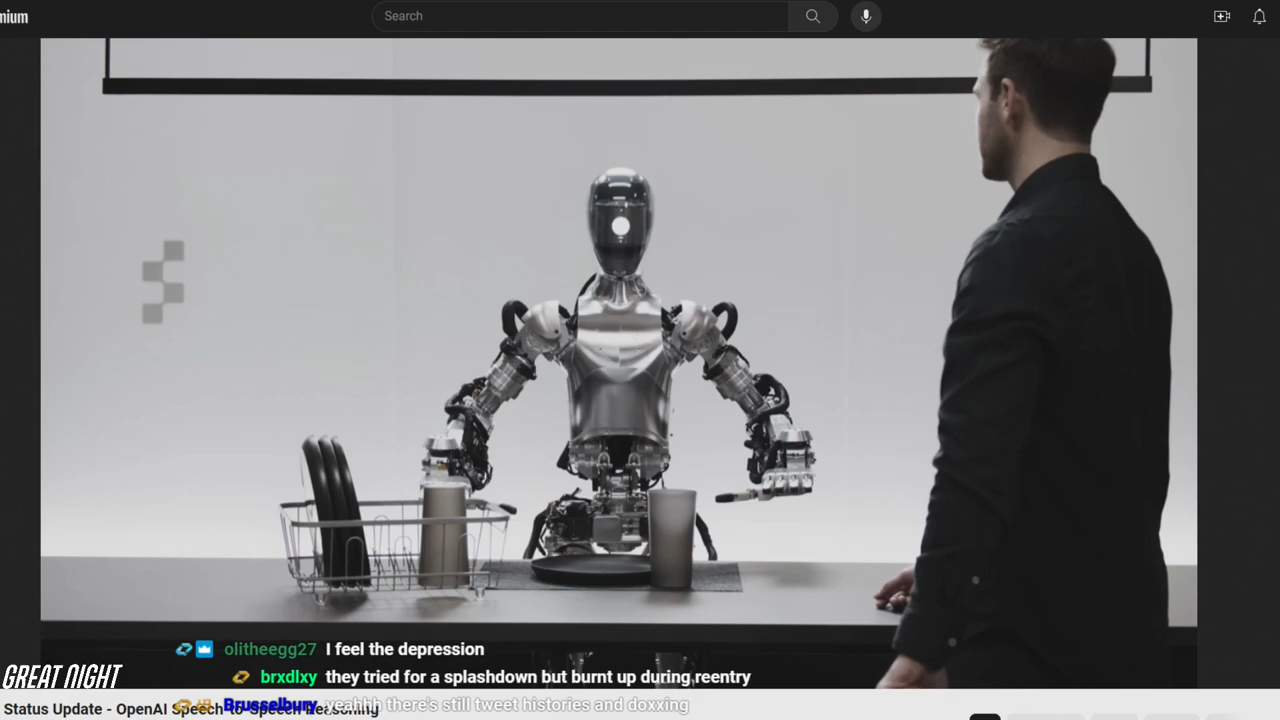 mium
Search
olitheegg27 I feel the depression
brxdlxy they tried for a splashdown but burnt up during reentry
GREAT NIGHT
Brusselbury yeahhh there's still tweet histories and doxxing
Status Update - OpenAI Speech-to-Speech Reasoning